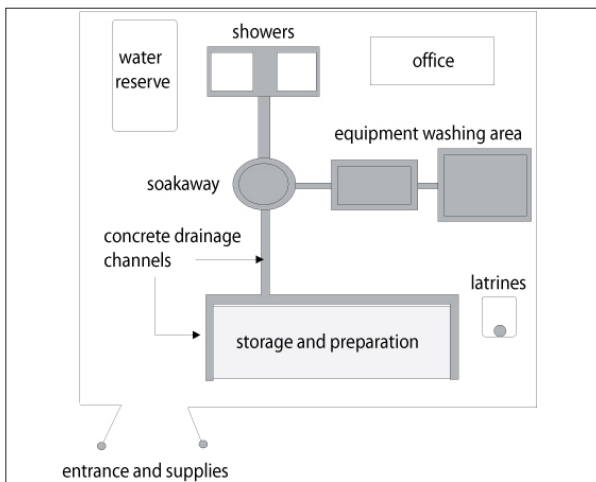 showers
water
reserve
office
equipment washing area
soakaway
concrete drainage
channels
latrines
storage and preparation
entrance and supplies